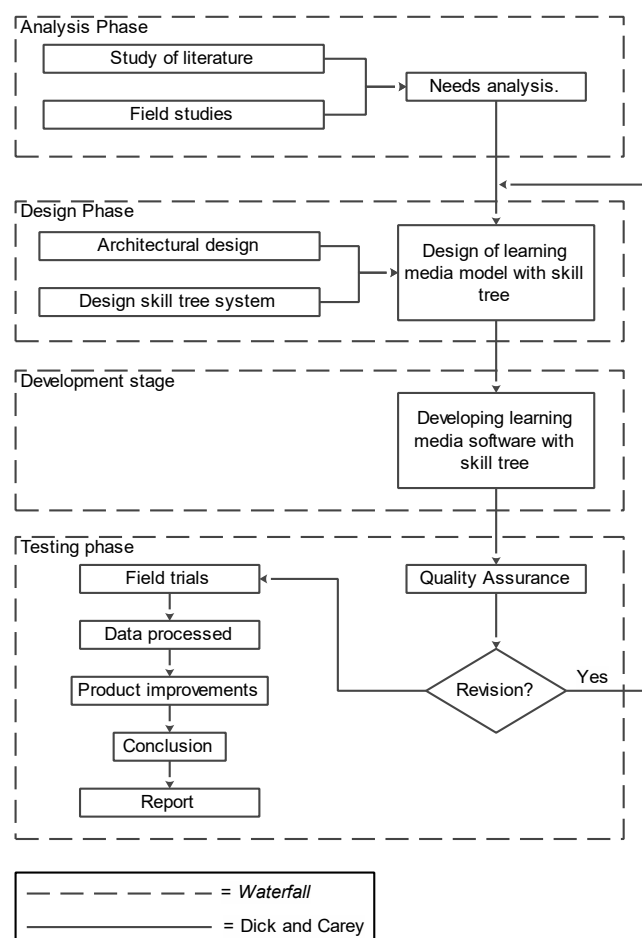 Analysis Phase
Study of literature
Field studies
Needs analysis.
Design Phase
Architectural design
Design skill tree system
Design of learning
media model with skill
tree
Development stage
Developing learning
media software with
skill tree
Testing phase
Field trials
Data processed
Product improvements
Conclusion
Report
Quality Assurance
Revision?
Yes
= Waterfall
= Dick and Carey